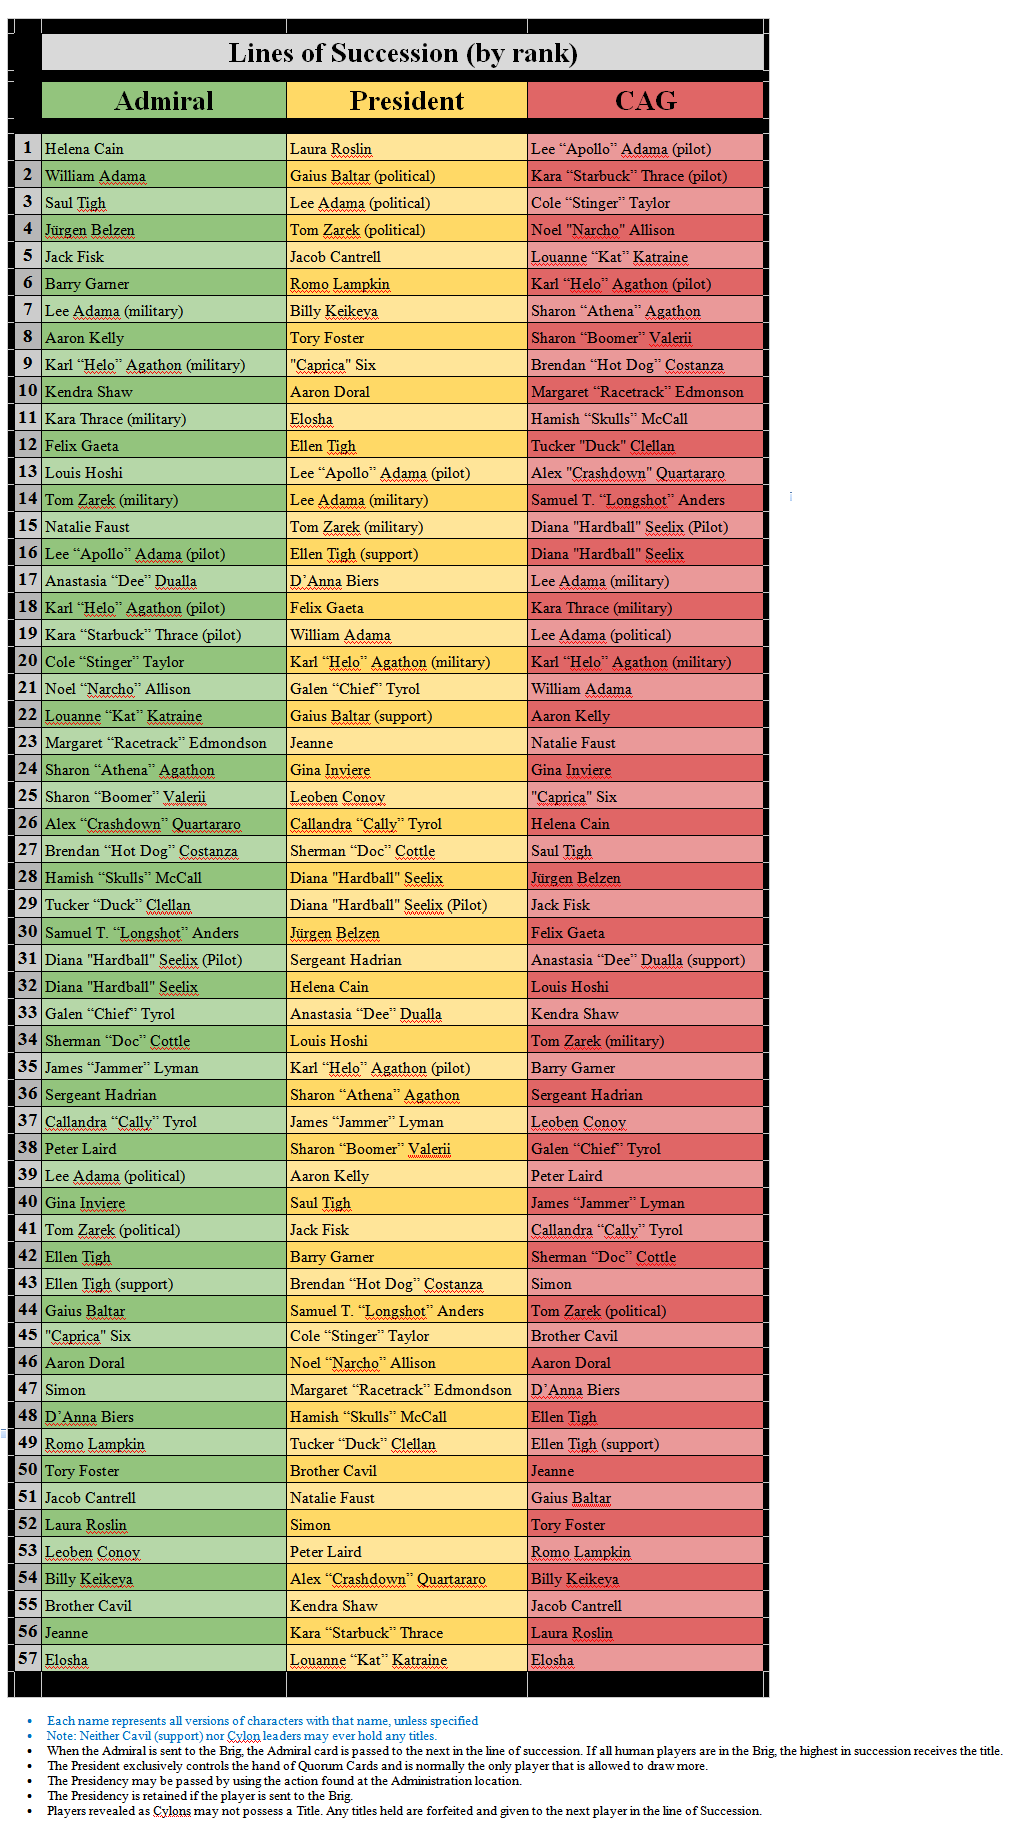 Lines of Succession (by rank)
Admiral President CAG
1 Helena Cain Laura Roslin Lee “Apollo” Adama (pilot)
2 William Adama Gaius Baltar (political) Kara “Starbuck” Thrace (pilot)
3 Saul Tigh Lee Adama (political) Cole “Stinger” Taylor
4 Jürgen Belzen Tom Zarek (political) Noel "Narcho" Allison
5 Jack Fisk Jacob Cantrell Louanne “Kat” Katraine
6 Barry Garner Romo Lampkin Karl “Helo” Agathon (pilot)
7 Lee Adama (military) Billy Keikeya Sharon “Athena” Agathon
8 Aaron Kelly Tory Foster Sharon “Boomer” Valerii
9 Karl “Helo” Agathon (military) "Caprica" Six Brendan “Hot Dog” Costanza
10 Kendra Shaw Aaron Doral Margaret “Racetrack” Edmonson
11 Kara Thrace (military) Elosha Hamish “Skulls” McCall
12 Felix Gaeta Ellen Tigh Tucker "Duck" Clellan
13 Louis Hoshi Lee “Apollo” Adama (pilot) Alex "Crashdown" Quartararo
14 Tom Zarek (military) Lee Adama (military) Samuel T. “Longshot” Anders
15 Natalie Faust Tom Zarek (military) Diana "Hardball" Seelix (Pilot)
16 Lee “Apollo” Adama (pilot) Ellen Tigh (support) Diana "Hardball" Seelix
17 Anastasia “Dee” Dualla D’Anna Biers Lee Adama (military)
18 Karl “Helo” Agathon (pilot) Felix Gaeta Kara Thrace (military)
19 Kara “Starbuck” Thrace (pilot) William Adama Lee Adama (political)
20 Cole “Stinger” Taylor Karl “Helo” Agathon (military) Karl “Helo” Agathon (military)
21 Noel “Narcho” Allison Galen “Chief” Tyrol William Adama
22 Louanne “Kat” Katraine Gaius Baltar (support) Aaron Kelly
23 Margaret “Racetrack” Edmondson Jeanne Natalie Faust
24 Sharon “Athena” Agathon Gina Inviere Gina Inviere
25 Sharon “Boomer” Valerii Leoben Conoy "Caprica" Six
26 Alex “Crashdown” Quartararo Callandra “Cally” Tyrol Helena Cain
27 Brendan “Hot Dog” Costanza Sherman “Doc” Cottle Saul Tigh
28 Hamish “Skulls” McCall Diana "Hardball" Seelix Jürgen Belzen
29 Tucker “Duck” Clellan Diana "Hardball" Seelix (Pilot) Jack Fisk
30 Samuel T. “Longshot” Anders Jürgen Belzen Felix Gaeta
31 Diana "Hardball" Seelix (Pilot) Sergeant Hadrian Anastasia “Dee” Dualla (support)
32 Diana "Hardball" Seelix Helena Cain Louis Hoshi
33 Galen “Chief” Tyrol Anastasia “Dee” Dualla Kendra Shaw
34 Sherman “Doc” Cottle Louis Hoshi Tom Zarek (military)
35 James “Jammer” Lyman Karl “Helo” Agathon (pilot) Barry Garner
36 Sergeant Hadrian Sharon “Athena” Agathon Sergeant Hadrian
37 Callandra “Cally” Tyrol James “Jammer” Lyman Leoben Conoy
38 Peter Laird Sharon “Boomer” Valerii Galen “Chief” Tyrol
39 Lee Adama (political) Aaron Kelly Peter Laird
40 Gina Inviere Saul Tigh James “Jammer” Lyman
41 Tom Zarek (political) Jack Fisk Callandra “Cally” Tyrol
42 Ellen Tigh Barry Garner Sherman “Doc” Cottle
43 Ellen Tigh (support) Brendan “Hot Dog” Costanza Simon
44 Gaius Baltar Samuel T. “Longshot” Anders Tom Zarek (political)
45 "Caprica" Six Cole “Stinger” Taylor Brother Cavil
46 Aaron Doral Noel “Narcho” Allison Aaron Doral
47 Simon Margaret “Racetrack” Edmondson D’Anna Biers
48 D’Anna Biers Hamish “Skulls” McCall Ellen Tigh
49 Romo Lampkin Tucker “Duck” Clellan Ellen Tigh (support)
50 Tory Foster Brother Cavil Jeanne
51 Jacob Cantrell Natalie Faust Gaius Baltar
52 Laura Roslin Simon Tory Foster
53 Leoben Conoy Peter Laird Romo Lampkin
54 Billy Keikeya Alex “Crashdown” Quartararo Billy Keikeya
55 Brother Cavil Kendra Shaw Jacob Cantrell
56 Jeanne Kara “Starbuck” Thrace Laura Roslin
57 Elosha Louanne “Kat” Katraine Elosha
• Each name represents all versions of characters with that name, unless specified
• Note: Neither Cavil (support) nor Cylon leaders may ever hold any titles.
• When the Admiral is sent to the Brig, the Admiral card is passed to the next in the line of succession. If all human players are in the Brig, the highest in succession receives the title.
• The President exclusively controls the hand of Quorum Cards and is normally the only player that is allowed to draw more.
• The Presidency may be passed by using the action found at the Administration location.
• The Presidency is retained if the player is sent to the Brig.
• Players revealed as Cylons may not possess a Title. Any titles held are forfeited and given to the next player in the line of Succession.